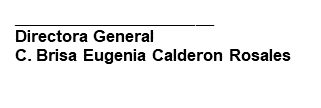 Directora General
C. Brisa Eugenia Calderon Rosales